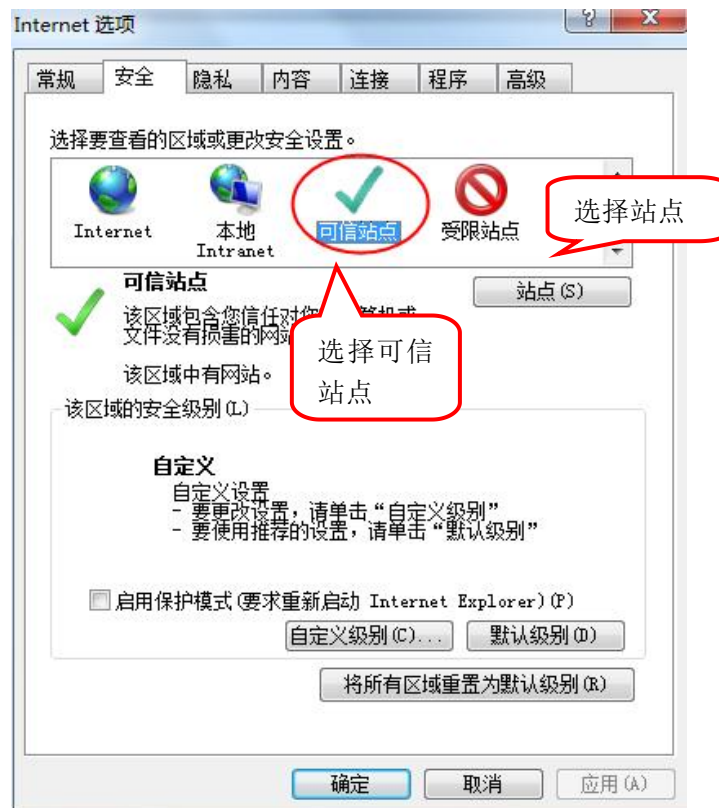 Internet 选项
常规 安全 隐私 内容 连接 程序 高级
选择要查看的区域或更改安全设置。
Internet
本地
Intranet
可信站点
受限站点
选择站点
可信站点
站点(S)
该区域包含您信任对您
文件没有损害的网站
选择可信
站点
该区域中有网站。
该区域的安全级别(L)
自定义
自定义设置
- 要更改设置，请单击“自定义级别”
- 要使用推荐的设置，请单击“默认级别”
启用保护模式(要求重新启动 Internet Explorer)(P)
自定义级别(C)... 默认级别(D)
将所有区域重置为默认级别(R)
确定 取消 应用(A)